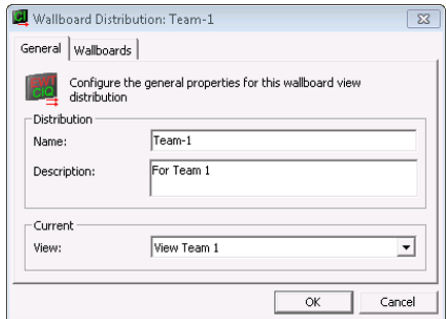 Wallboard Distribution: Team-1
General Wallboards
Configure the general properties for this wallboard view
distribution
Distribution
Name: Team-1
Description: For Team 1
Current
View: View Team 1
OK Cancel